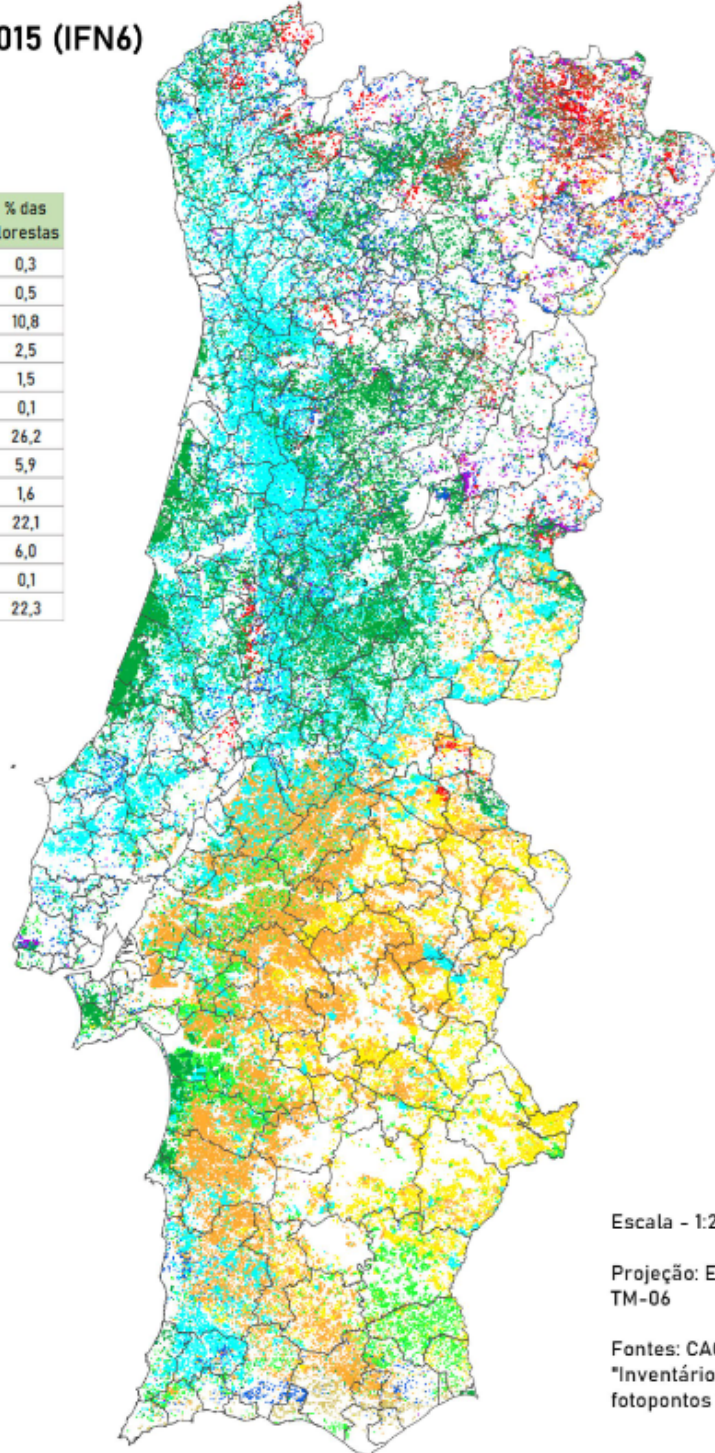 015 (IFN6)
% das
lorestas
0,3
0,5
10,8
2,5
1,5
0,1
26,2
5,9
1,6
22,1
6,0
0,1
22,3
Escala - 1:2
Projeção: E
TM-06
Fontes: CA
"Inventário
fotopontos